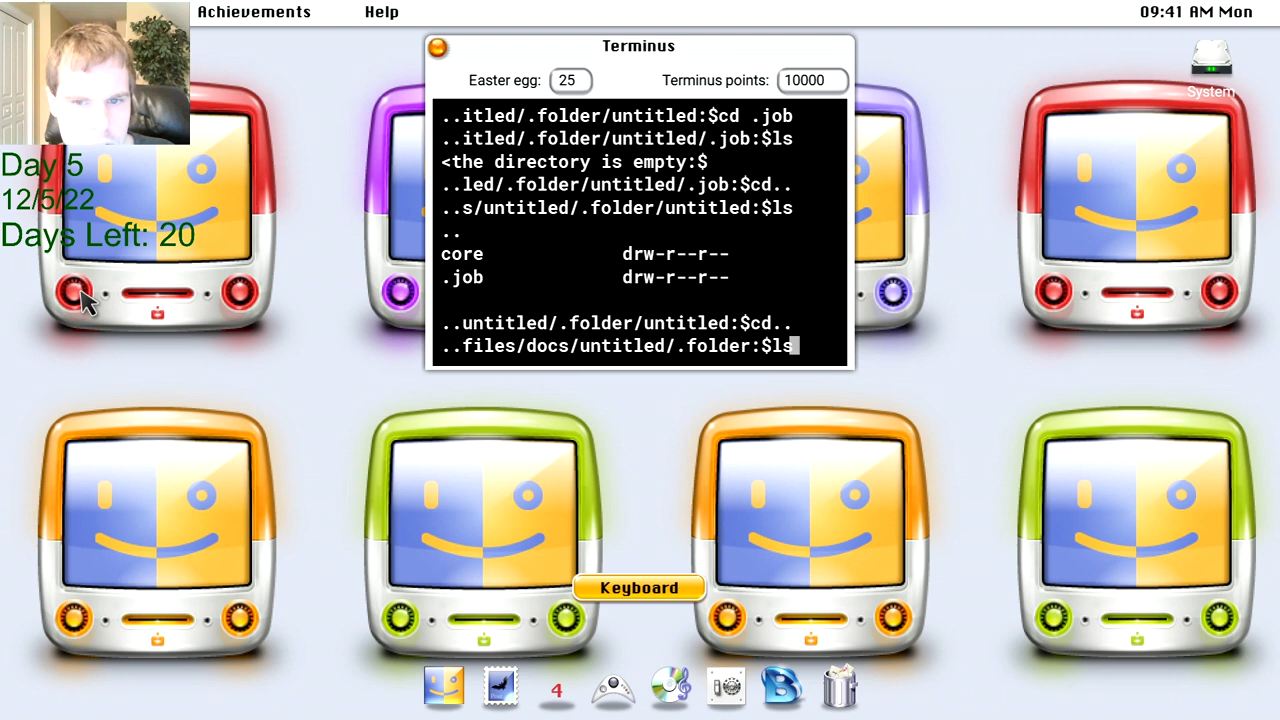 Achievements Help 09:41 AM Mon
Terminus
Easter egg: 25 Terminus points: 10000
System
..itled/.folder/untitled:$cd .job
..itled/.folder/untitled/.job:$ls
<the directory is empty:$
..led/.folder/untitled/.job:$cd..
..s/untitled/.folder/untitled:$ls
..
core drw-r--r--
.job drw-r--r--
..untitled/.folder/untitled:$cd..
..files/docs/untitled/.folder:$ls
Day 5
12/5/22
Days Left: 20
Keyboard
4
B